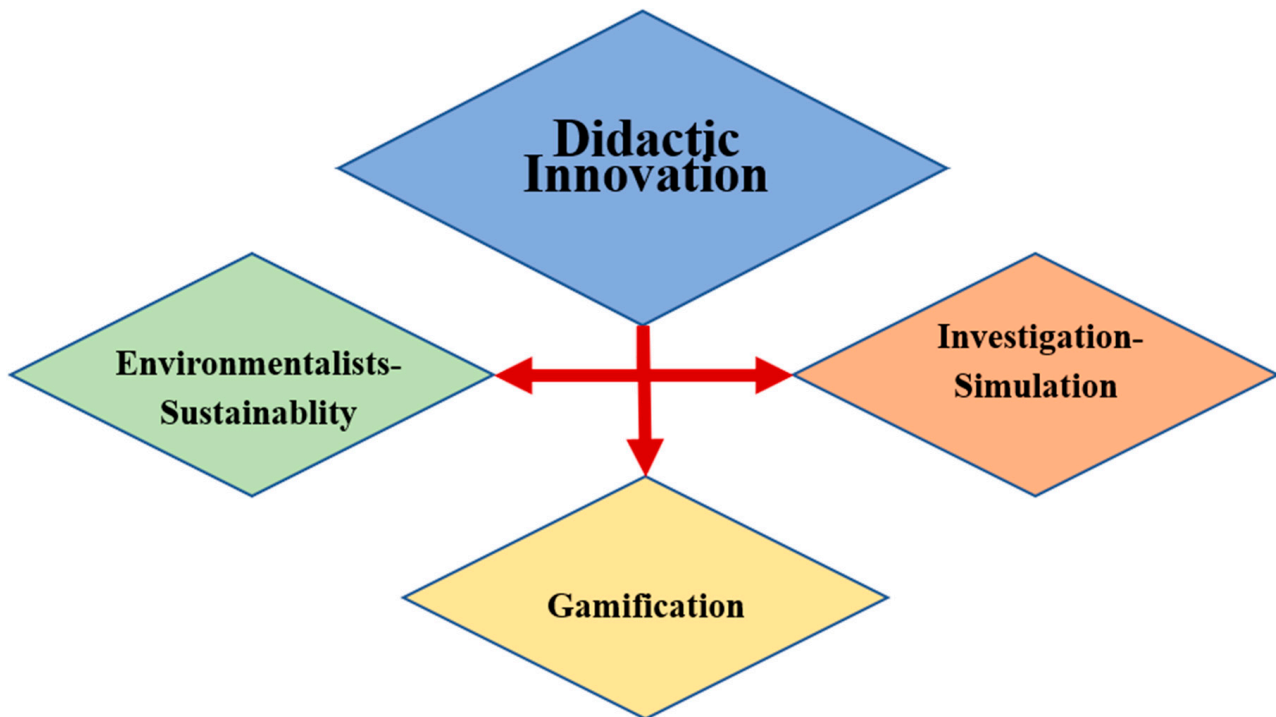 Didactic
Innovation
Environmentalists-
Sustainablity
Investigation-
Simulation
Gamification